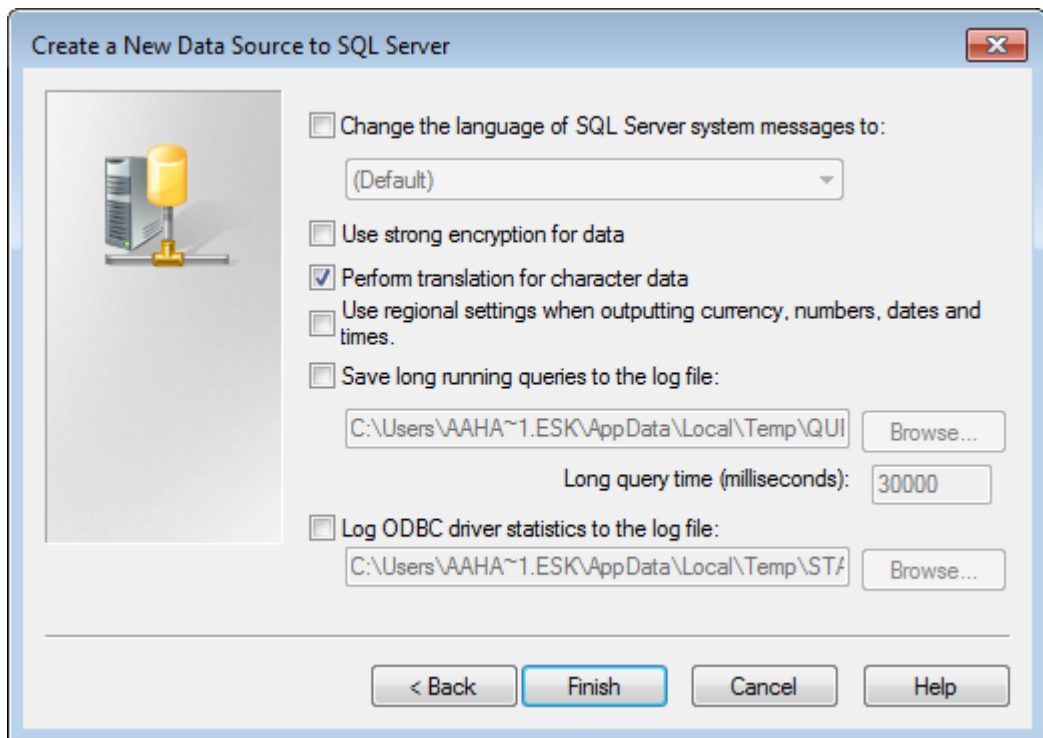 Create a New Data Source to SQL Server
Change the language of SQL Server system messages to:
(Default)
Use strong encryption for data
Perform translation for character data
Use regional settings when outputting currency, numbers, dates and
times.
Save long running queries to the log file:
C:\Users\AAHA~1.ESK\AppData\Local\Temp\QUI Browse...
Long query time (milliseconds): 30000
Log ODBC driver statistics to the log file:
C:\Users\AAHA~1.ESK\AppData\Local\Temp\STA Browse...
< Back Finish Cancel Help